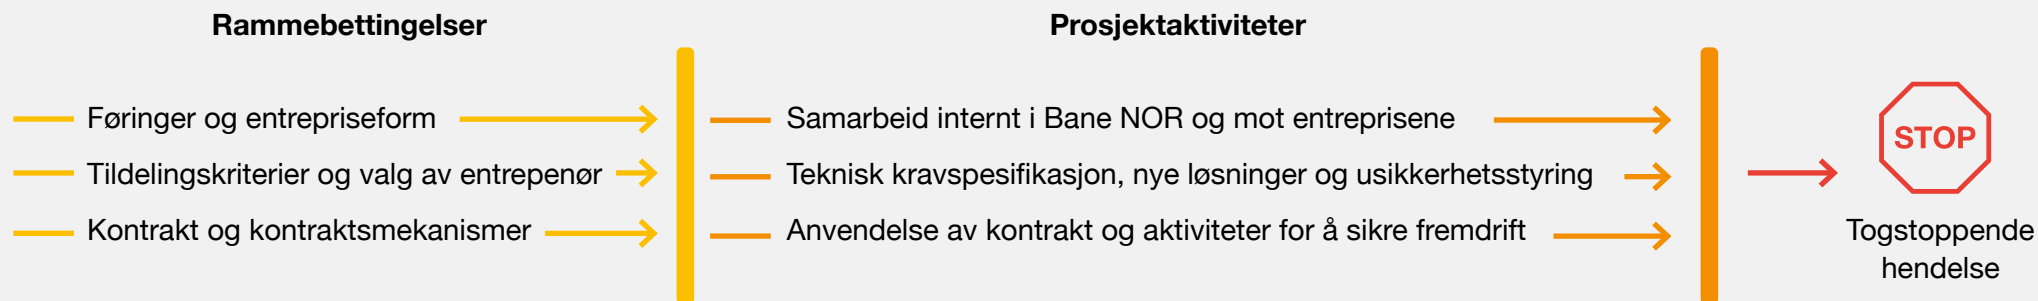 Rammebettingelser
Prosjektaktiviteter
Føringer og entrepriseform
Tildelingskriterier og valg av entrepenør
Kontrakt og kontraktsmekanismer
Samarbeid internt i Bane NOR og mot entreprisene
Teknisk kravspesifikasjon, nye løsninger og usikkerhetsstyring
Anvendelse av kontrakt og aktiviteter for å sikre fremdrift
STOP
Togstoppende
hendelse